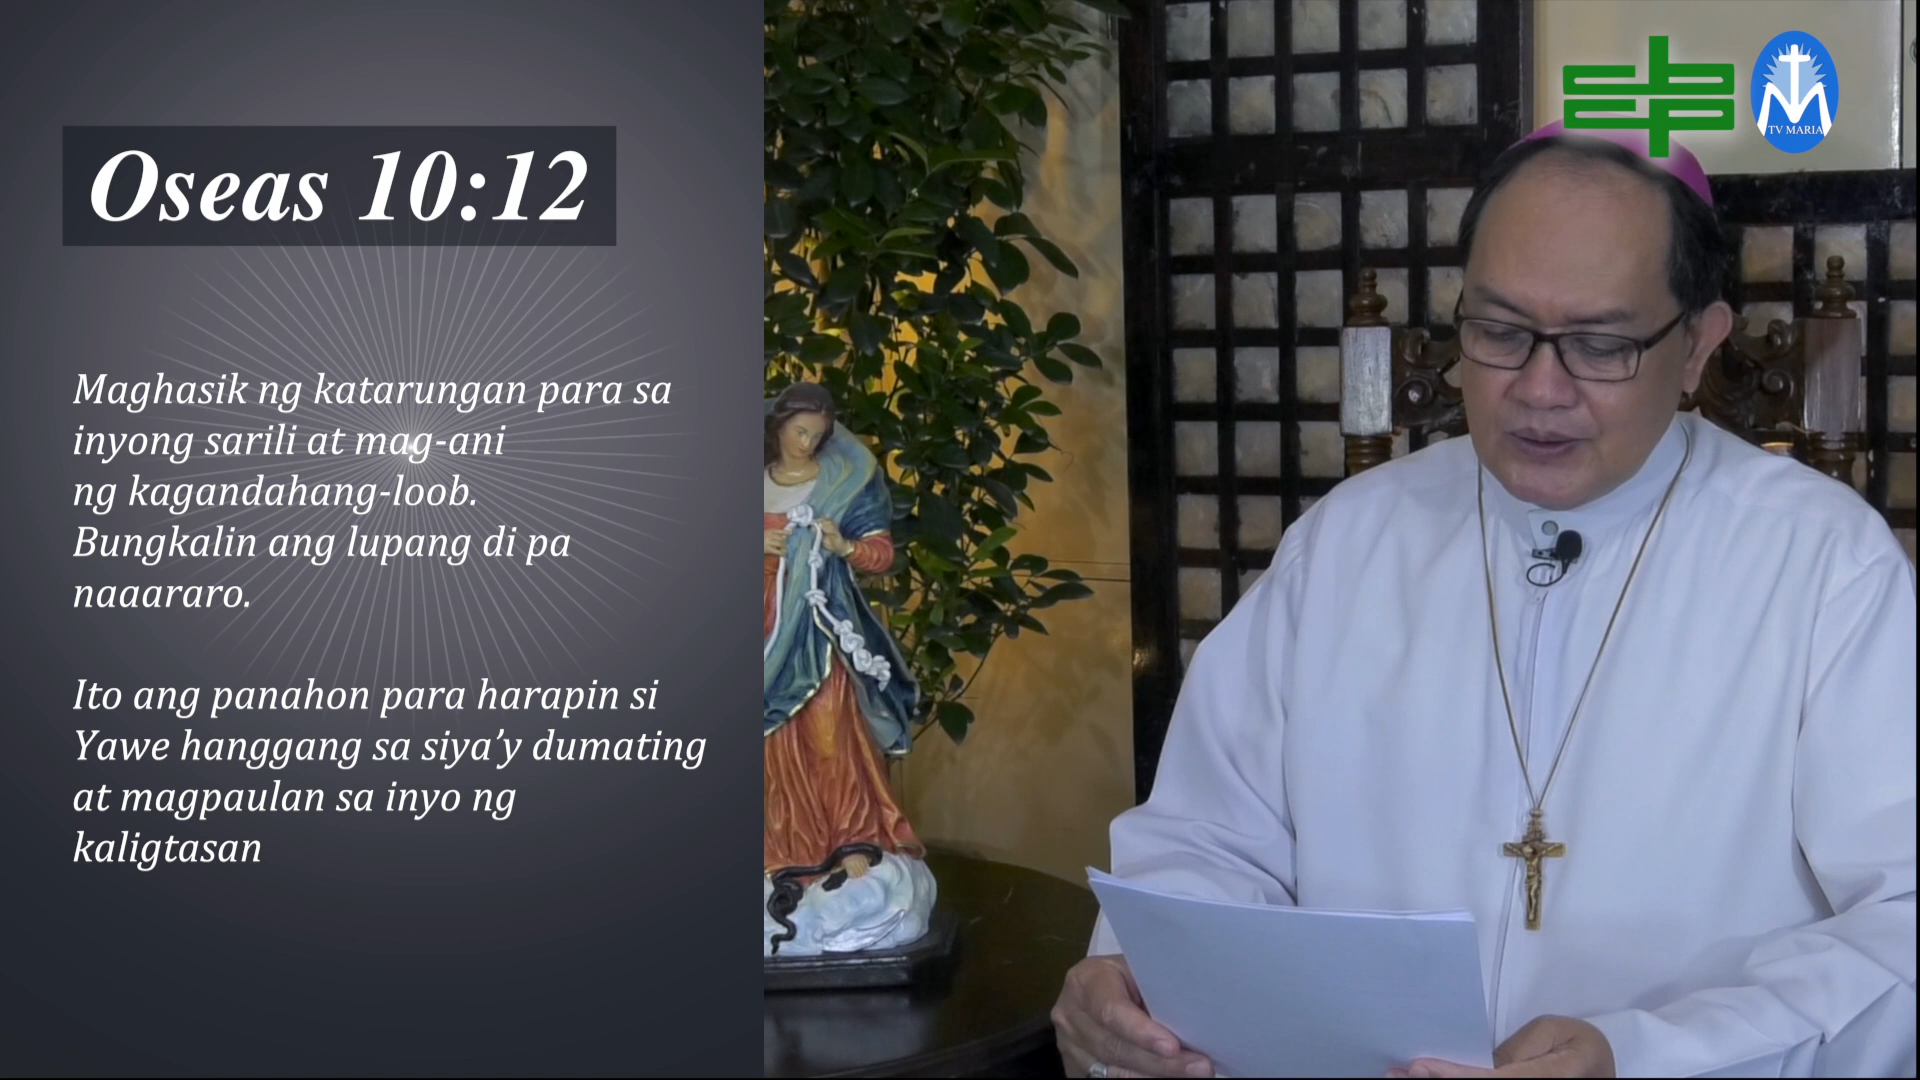 Oseas 10:12
Maghasik ng katarungan para sa
inyong sarili at mag-ani
ng kagandahang-loob.
Bungkalin ang lupang di pa
naaararo.
Ito ang panahon para harapin si
Yawe hanggang sa siya’y dumating
at magpaulan sa inyo ng
kaligtasan
cbcp
TV MARIA